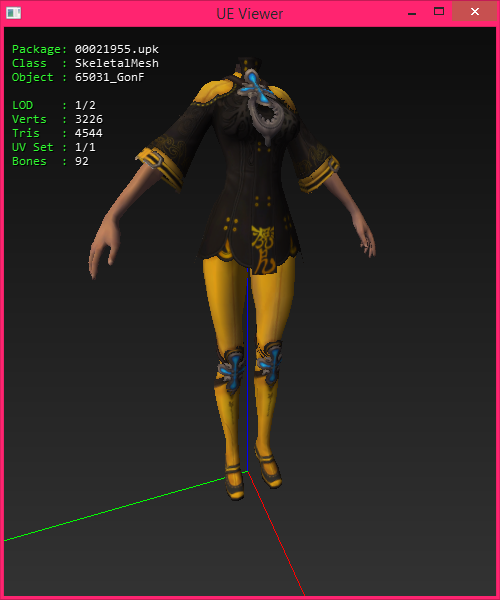 UE Viewer
Package: 00021955.upk
Class : SkeletalMesh
Object : 65031_GonF
LOD : 1/2
Verts : 3226
Tris : 4544
UV Set : 1/1
Bones : 92